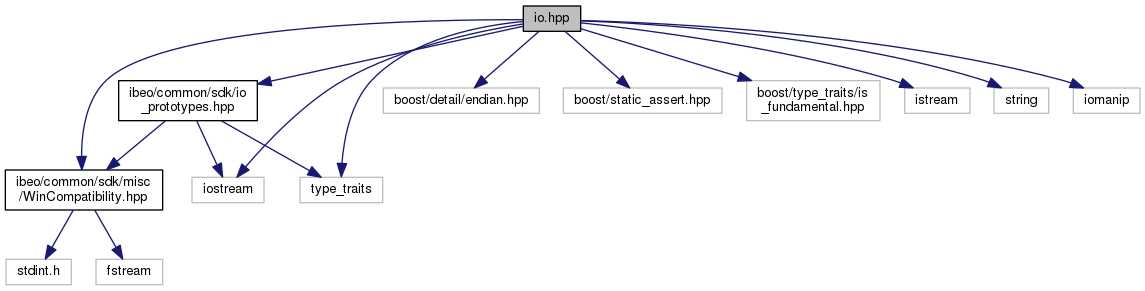 io.hpp
ibeo/common/sdk/io
_prototypes.hpp
boost/detail/endian.hpp
boost/static_assert.hpp
boost/type_traits/is
_fundamental.hpp
istream
string
iomanip
ibeo/common/sdk/misc
/WinCompatibility.hpp
iostream
type_traits
stdint.h
fstream